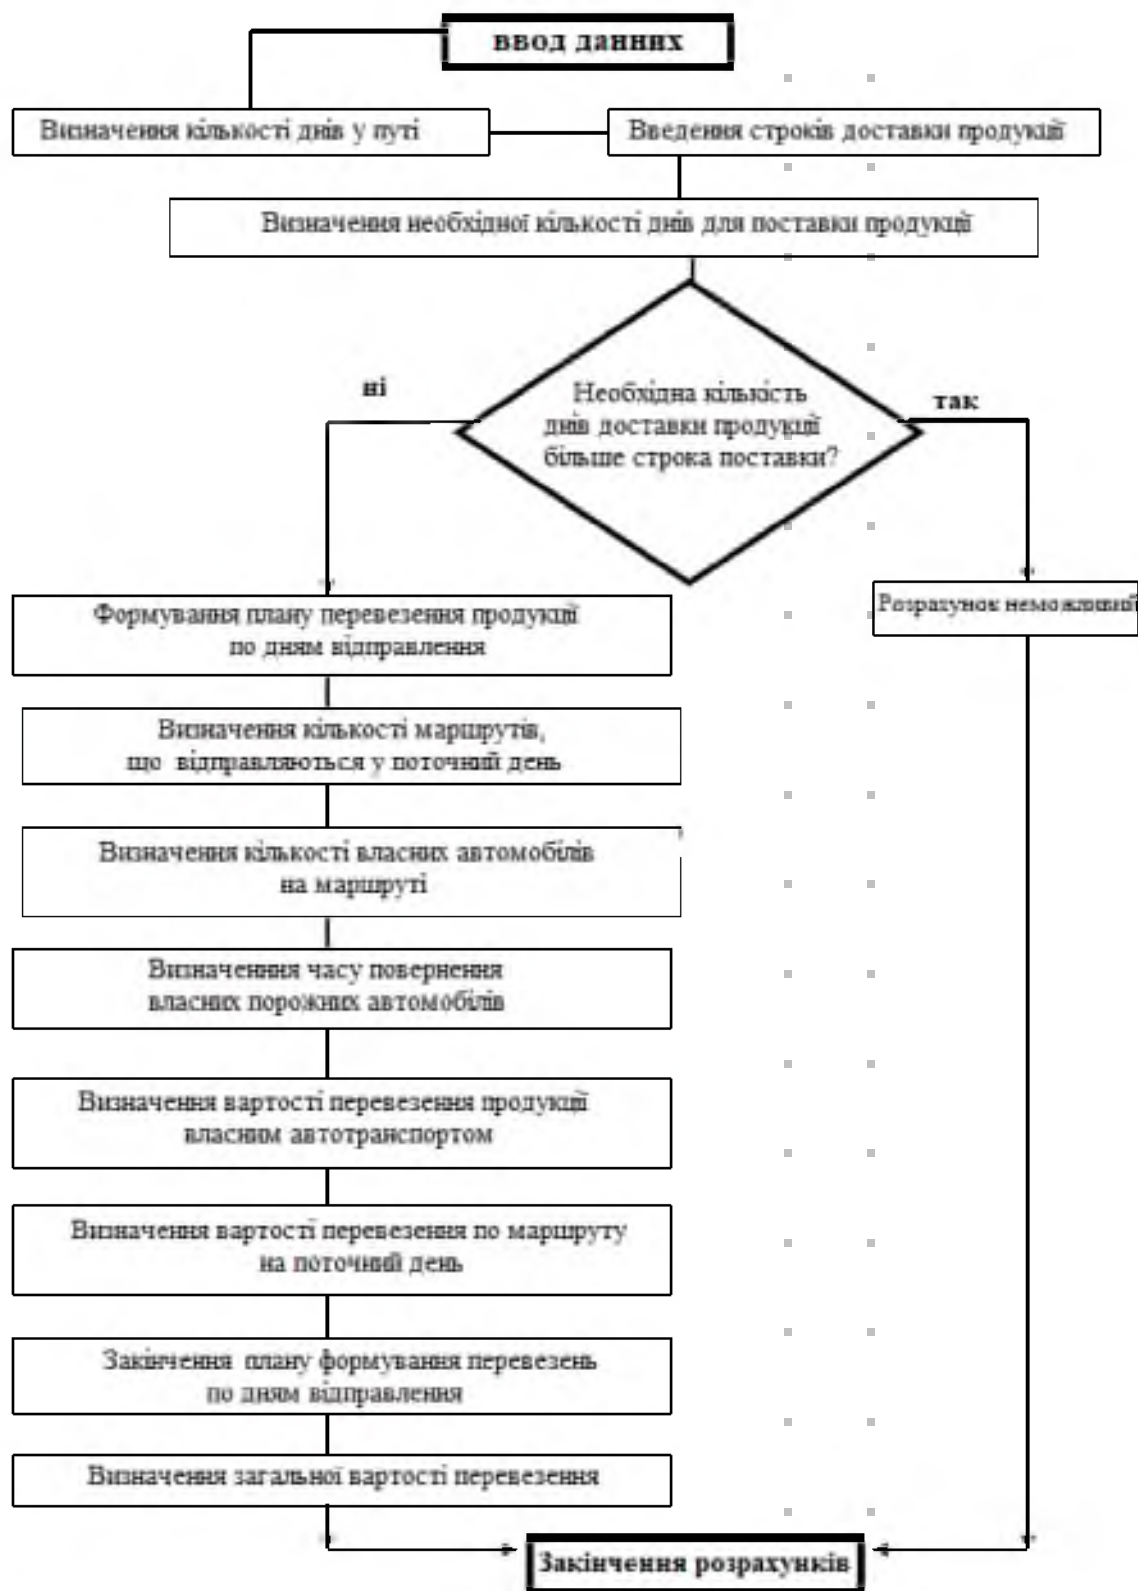 ввод данних
Визначення кількості днів у путі
Введення строків доставки продукції
Визначення необхідної кількості днів для поставки продукції
ні
так
Необхідна кількість
днів доставки продукції
більше строка поставки?
Формування плану перевезення продукції
по дням відправлення
Розрахунок неможливий
Визначення кількості маршрутів,
що відправляються у поточний день
Визначення кількості власних автомобілів
на маршруті
Визначенння часу повернення
власних порожних автомобілів
Визначення вартості перевезення продукції
власним автотранспортом
Визначення вартості перевезення по маршруту
на поточний день
Закінчення плану формування перевезень
по дням відправлення
Визначення загальної вартості перевезення
Закінчення розрахунків